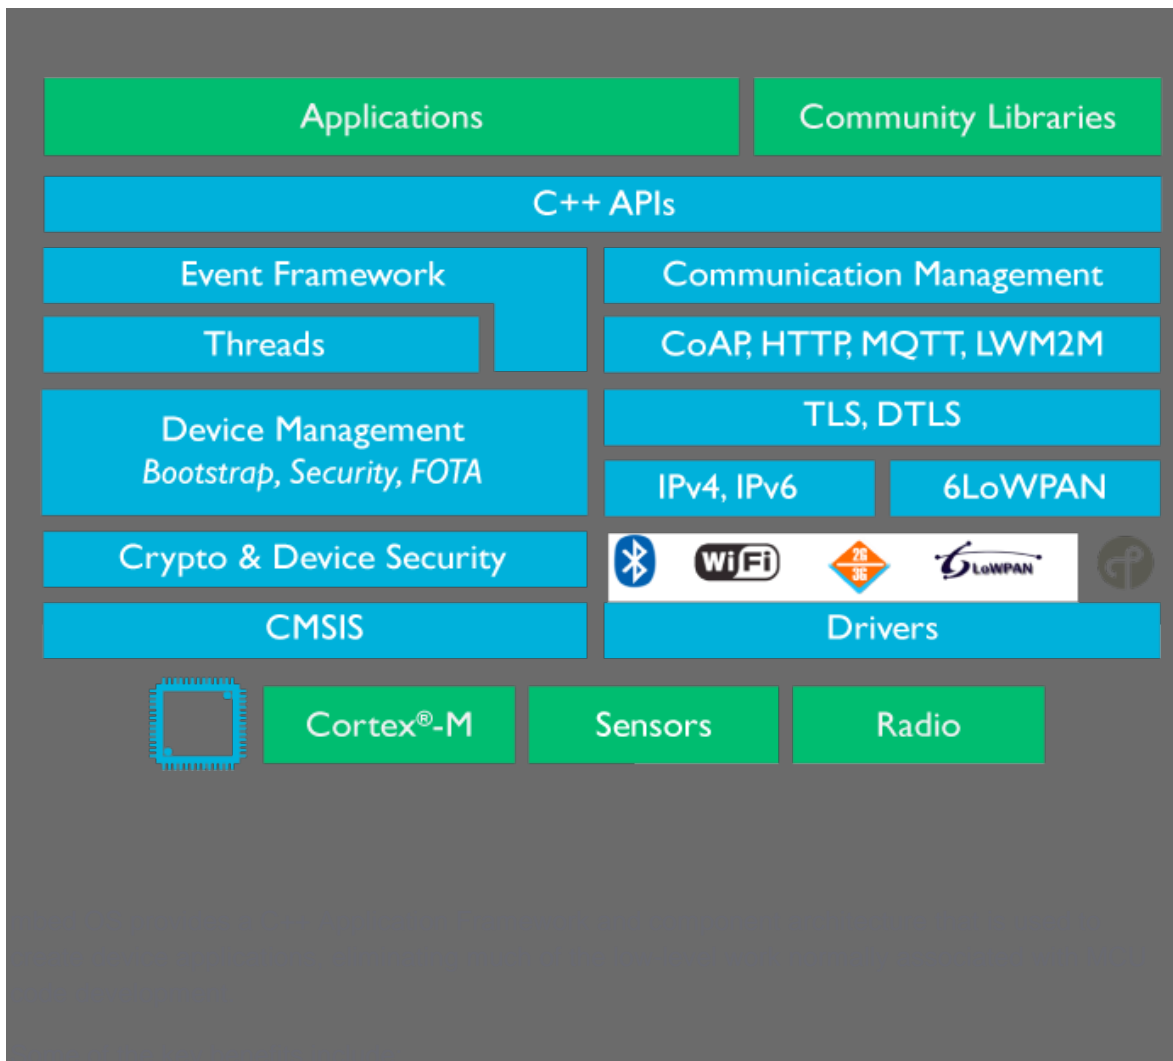 Applications
Community Libraries
C++ APIs
Event Framework
Communication Management
Threads
CoAP, HTTP, MQTT, LWM2M
Device Management
Bootstrap, Security, FOTA
TLS, DTLS
IPv4, IPv6
6LoWPAN
Crypto & Device Security
WiFi
2G
3G
6LoWPAN
CMSIS
Drivers
Cortex®-M
Sensors
Radio